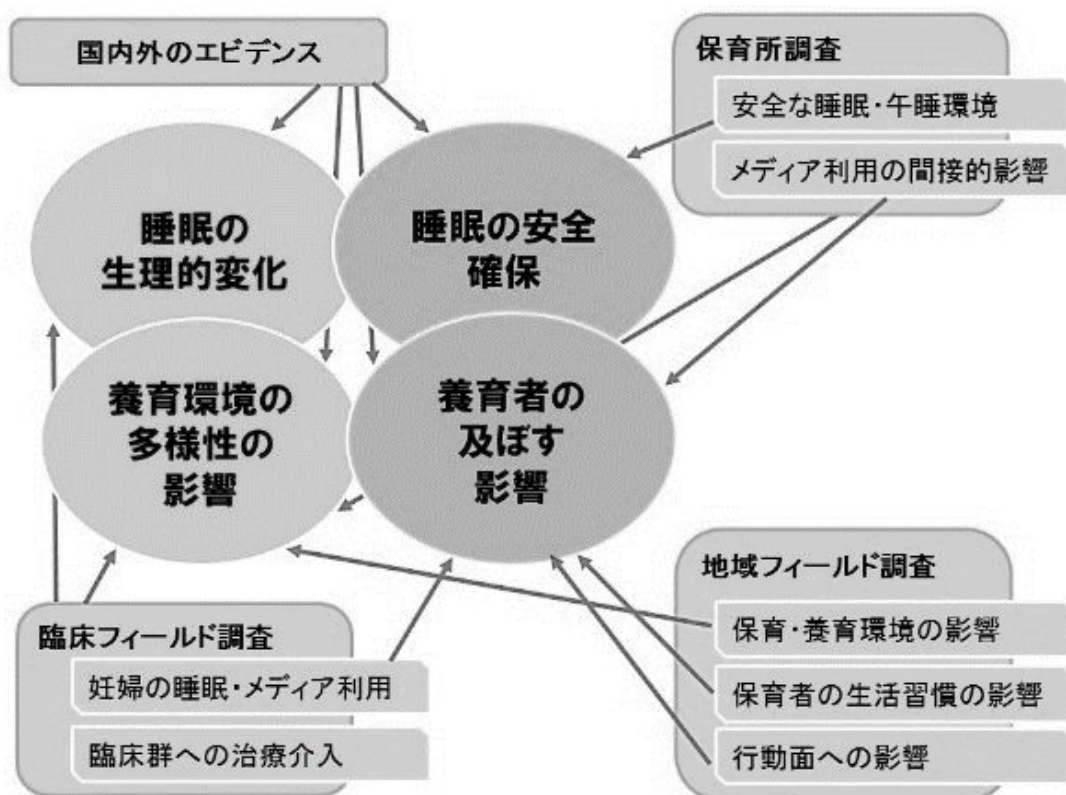 国内外のエビデンス
保育所調査
安全な睡眠・午睡環境
メディア利用の間接的影響
睡眠の
生理的変化
睡眠の安全
確保
養育環境の
多様性の
影響
養育者の
及ぼす
影響
臨床フィールド調査
妊婦の睡眠・メディア利用
臨床群への治療介入
地域フィールド調査
保育・養育環境の影響
保育者の生活習慣の影響
行動面への影響